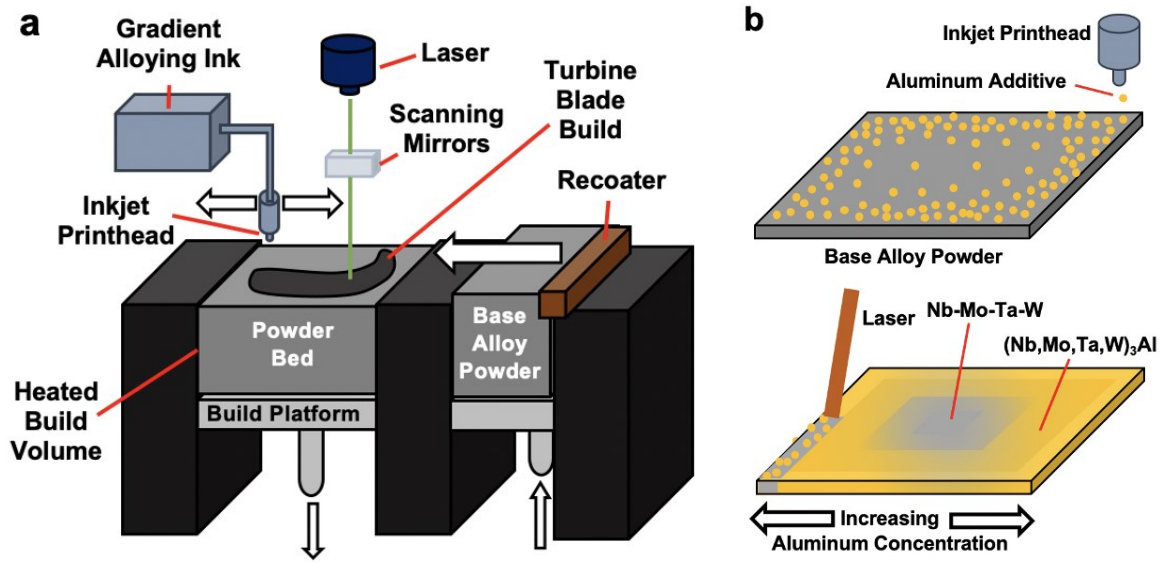 a
Gradient
Alloying Ink
Laser
Turbine
Blade
Build
Scanning
Mirrors
Recoater
Inkjet
Printhead
Powder
Bed
Base
Alloy
Powder
Heated
Build
Volume
Build Platform
b
Inkjet Printhead
Aluminum Additive
Base Alloy Powder
Laser
Nb-Mo-Ta-W
(Nb,Mo,Ta,W)₃Al
Increasing
Aluminum Concentration